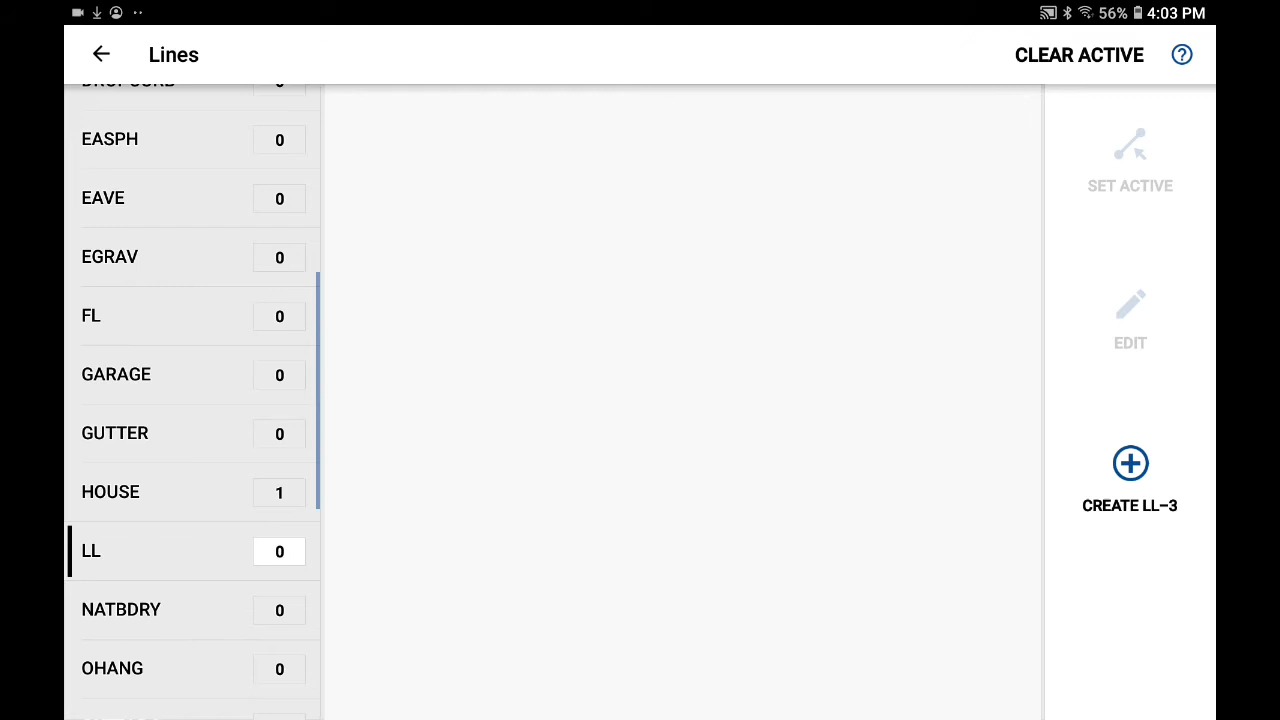 56% 4:03 PM
Lines
CLEAR ACTIVE
EASPH 0
EAVE 0
EGRAV 0
FL 0
GARAGE 0
GUTTER 0
HOUSE 1
LL 0
NATBDRY 0
OHANG 0
SET ACTIVE
EDIT
CREATE LL-3